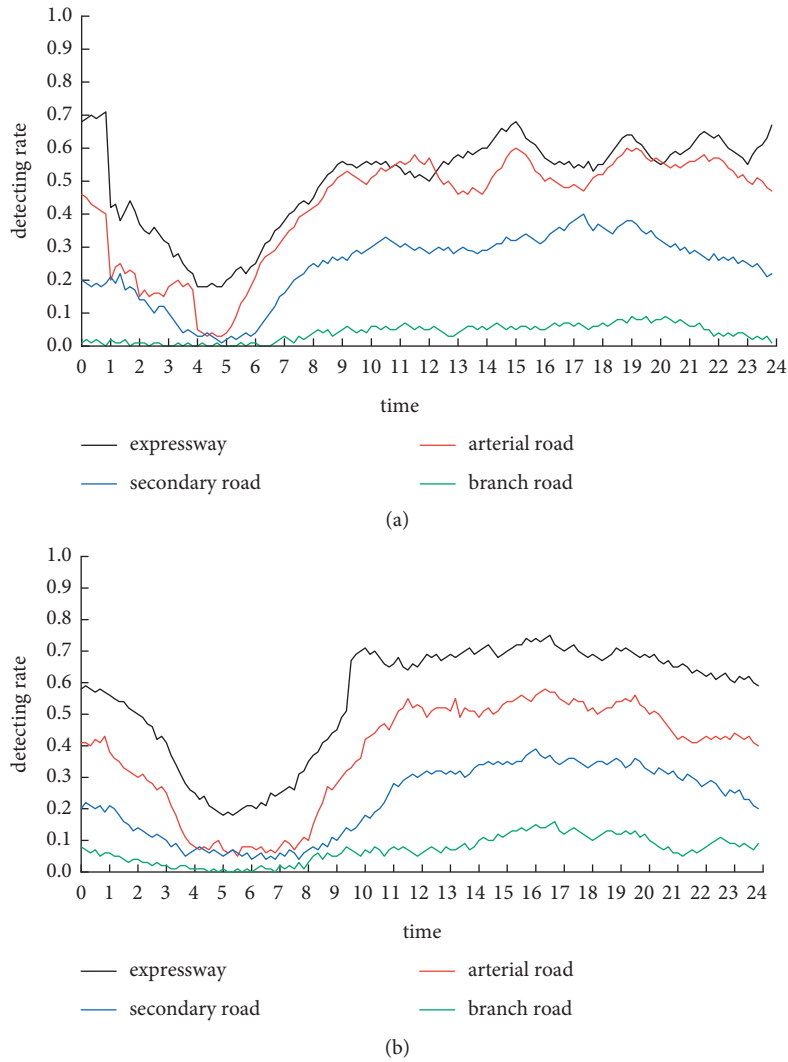 1.0
0.9
0.8
0.7
0.6
0.5
0.4
0.3
0.2
0.1
0.0
detecting rate
0 1 2 3 4 5 6 7 8 9 10 11 12 13 14 15 16 17 18 19 20 21 22 23 24
time
expressway arterial road
secondary road branch road
(a)
1.0
0.9
0.8
0.7
0.6
0.5
0.4
0.3
0.2
0.1
0.0
detecting rate
0 1 2 3 4 5 6 7 8 9 10 11 12 13 14 15 16 17 18 19 20 21 22 23 24
time
expressway arterial road
secondary road branch road
(b)